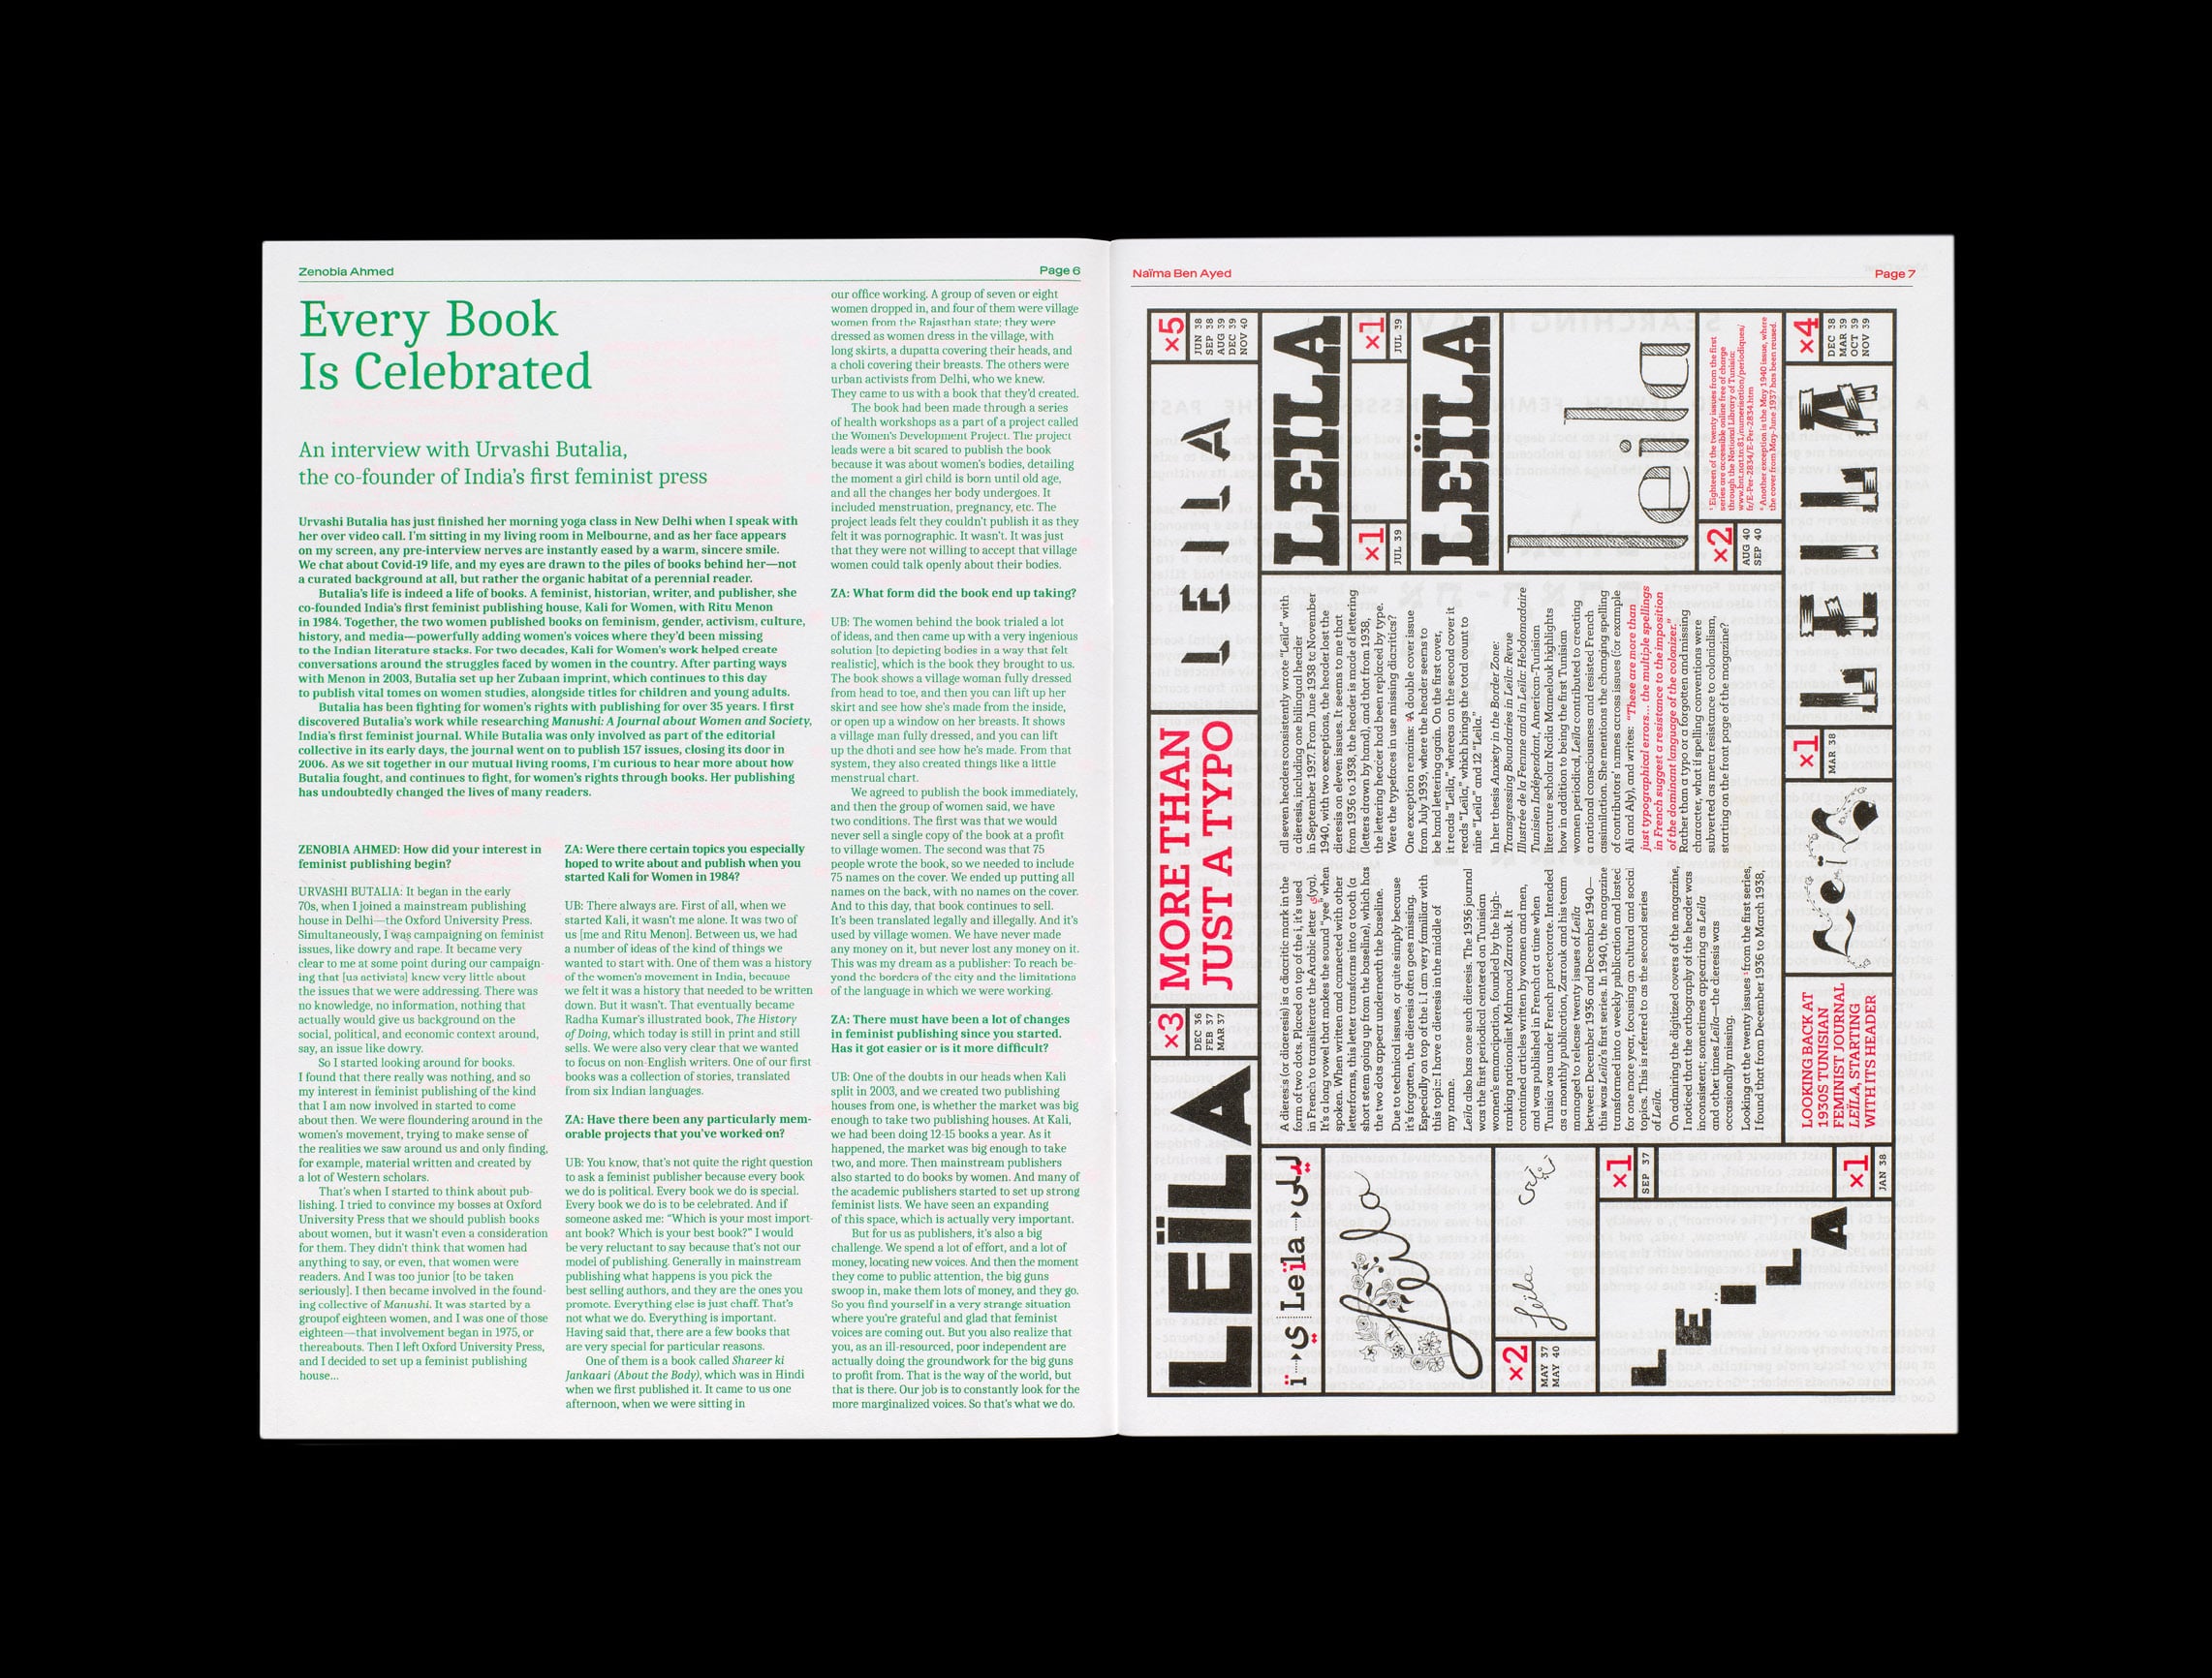 Zenobia Ahmed
Page 6
Every Book
Is Celebrated
An interview with Urvashi Butalia,
the co-founder of India's first feminist press
Urvashi Butalia has just finished her morning yoga class in New Delhi when I speak with
her over video call. I'm sitting in my living room in Melbourne, and as her face appears
on my screen, any pre-interview nerves are instantly eased by a warm, sincere smile.
We chat about Covid-19 life, and my eyes are drawn to the piles of books behind her—not
a curated background at all, but rather the organic habitat of a perennial reader.
Butalia's life is indeed a life of books. A feminist, historian, writer, and publisher, she
co-founded India's first feminist publishing house, Kali for Women, with Ritu Menon
in 1984. Together, the two women published books on feminism, gender, activism, culture,
history, and media—powerfully adding women's voices where they'd been missing
to the Indian literature stacks. For two decades, Kali for Women's work helped create
conversations around the struggles faced by women in the country. After parting ways
with Menon in 2003, Butalia set up her Zubaan imprint, which continues to this day
to publish vital tomes on women studies, alongside titles for children and young adults.
Butalia has been fighting for women's rights with publishing for over 35 years. I first
discovered Butalia's work while researching Manushi: A Journal about Women and Society,
India's first feminist journal. While Butalia was only involved as part of the editorial
collective in its early days, the journal went on to publish 157 issues, closing its door in
2006. As we sit together in our mutual living rooms, I'm curious to hear more about how
Butalia fought, and continues to fight, for women's rights through books. Her publishing
has undoubtedly changed the lives of many readers.
ZENOBIA AHMED: How did your interest in
feminist publishing begin?
URVASHI BUTALIA: It began in the early
70s, when I joined a mainstream publishing
house in Delhi—the Oxford University Press.
Simultaneously, I was campaigning on feminist
issues, like dowry and rape. It became very
clear to me at some point during our campaign-
ing that [us activists] knew very little about
the issues that we were addressing. There was
no knowledge, no information, nothing that
actually would give us background on the
social, political, and economic context around,
say, an issue like dowry.
So I started looking around for books.
I found that there really was nothing, and so
my interest in feminist publishing of the kind
that I am now involved in started to come
about then. We were floundering around in the
women's movement, trying to make sense of
the realities we saw around us and only finding,
for example, material written and created by
a lot of Western scholars.
That's when I started to think about pub-
lishing. I tried to convince my bosses at Oxford
University Press that we should publish books
about women, but it wasn't even a consideration
for them. They didn't think that women had
anything to say, or even, that women were
readers. And I was too junior [to be taken
seriously]. I then became involved in the found-
ing collective of Manushi. It was started by a
groupof eighteen women, and I was one of those
eighteen—that involvement began in 1975, or
thereabouts. Then I left Oxford University Press,
and I decided to set up a feminist publishing
house...
ZA: Were there certain topics you especially
hoped to write about and publish when you
started Kali for Women in 1984?
UB: There always are. First of all, when we
started Kali, it wasn't me alone. It was two of
us [me and Ritu Menon]. Between us, we had
a number of ideas of the kind of things we
wanted to start with. One of them was a history
of the women's movement in India, because
we felt it was a history that needed to be written
down. But it wasn't. That eventually became
Radha Kumar's illustrated book, The History
of Doing, which today is still in print and still
sells. We were also very clear that we wanted
to focus on non-English writers. One of our first
books was a collection of stories, translated
from six Indian languages.
ZA: Have there been any particularly mem-
orable projects that you've worked on?
UB: You know, that's not quite the right question
to ask a feminist publisher because every book
we do is political. Every book we do is special.
Every book we do is to be celebrated. And if
someone asked me: "Which is your most import-
ant book? Which is your best book?" I would
be very reluctant to say because that's not our
model of publishing. Generally in mainstream
publishing what happens is you pick the
best selling authors, and they are the ones you
promote. Everything else is just chaff. That's
not what we do. Everything is important.
Having said that, there are a few books that
are very special for particular reasons.
One of them is a book called Shareer ki
Jankaari (About the Body), which was in Hindi
when we first published it. It came to us one
afternoon, when we were sitting in
our office working. A group of seven or eight
women dropped in, and four of them were village
women from the Rajasthan state; they were
dressed as women dress in the village, with
long skirts, a dupatta covering their heads, and
a choli covering their breasts. The others were
urban activists from Delhi, who we knew.
They came to us with a book that they'd created.
The book had been made through a series
of health workshops as a part of a project called
the Women's Development Project. The project
leads were a bit scared to publish the book
because it was about women's bodies, detailing
the moment a girl child is born until old age,
and all the changes her body undergoes. It
included menstruation, pregnancy, etc. The
project leads felt they couldn't publish it as they
felt it was pornographic. It wasn't. It was just
that they were not willing to accept that village
women could talk openly about their bodies.
ZA: What form did the book end up taking?
UB: The women behind the book trialed a lot
of ideas, and then came up with a very ingenious
solution [to depicting bodies in a way that felt
realistic], which is the book they brought to us.
The book shows a village woman fully dressed
from head to toe, and then you can lift up her
skirt and see how she's made from the inside,
or open up a window on her breasts. It shows
a village man fully dressed, and you can lift
up the dhoti and see how he's made. From that
system, they also created things like a little
menstrual chart.
We agreed to publish the book immediately,
and then the group of women said, we have
two conditions. The first was that we would
never sell a single copy of the book at a profit
to village women. The second was that 75
people wrote the book, so we needed to include
75 names on the cover. We ended up putting all
names on the back, with no names on the cover.
And to this day, that book continues to sell.
It's been translated legally and illegally. And it's
used by village women. We have never made
any money on it, but never lost any money on it.
This was my dream as a publisher: To reach be-
yond the borders of the city and the limitations
of the language in which we were working.
ZA: There must have been a lot of changes
in feminist publishing since you started.
Has it got easier or is it more difficult?
UB: One of the doubts in our heads when Kali
split in 2003, and we created two publishing
houses from one, is whether the market was big
enough to take two publishing houses. At Kali,
we had been doing 12-15 books a year. As it
happened, the market was big enough to take
two, and more. Then mainstream publishers
also started to do books by women. And many of
the academic publishers started to set up strong
feminist lists. We have seen an expanding
of this space, which is actually very important.
But for us as publishers, it's also a big
challenge. We spend a lot of effort, and a lot of
money, locating new voices. And then the moment
they come to public attention, the big guns
swoop in, make them lots of money, and they go.
So you find yourself in a very strange situation
where you're grateful and glad that feminist
voices are coming out. But you also realize that
you, as an ill-resourced, poor independent are
actually doing the groundwork for the big guns
to profit from. That is the way of the world, but
that is there. Our job is to constantly look for the
more marginalized voices. So that's what we do.
Naïma Ben Ayed
Page 7
LEÏLA
×3
DEC 36
FEB 37
MAR 37
MORE THAN
JUST A TYPO
LEILA
×5
JUN 38
SEP 38
AUG 39
DEC 39
NOV 40
ï → ي Leïla → ليلى
Leïla
×2
MAY 37
MAY 40
Leïla
×1
SEP 37
LEÏLA
×1
JAN 38
A dieresis (or diaeresis) is a diacritic mark in the
form of two dots. Placed on top of the i, it's used
in French to transliterate the Arabic letter ي (ya).
It's a long vowel that makes the sound "yee" when
spoken. When written and connected with other
letterforms, this letter transforms into a tooth (a
short stem going up from the baseline), which has
the two dots appear underneath the baseline.
Due to technical issues, or quite simply because
it's forgotten, the dieresis often goes missing.
Especially on top of the i. I am very familiar with
this topic: I have a dieresis in the middle of
my name.
Leïla also has one such dieresis. The 1936 journal
was the first periodical centered on Tunisian
women's emancipation, founded by the high-
ranking nationalist Mahmoud Zarrouk. It
contained articles written by women and men,
and was published in French at a time when
Tunisia was under French protectorate. Intended
as a monthly publication, Zarrouk and his team
managed to release twenty issues of Leïla
between December 1936 and December 1940—
this was Leïla's first series. In 1940, the magazine
transformed into a weekly publication and lasted
for one more year, focusing on cultural and social
topics. This is referred to as the second series
of Leïla.
On admiring the digitized covers of the magazine,
I noticed that the orthography of the header was
inconsistent; sometimes appearing as Leïla
and other times Leila—the dieresis was
occasionally missing.
Looking at the twenty issues from the first series,
I found that from December 1936 to March 1938,
all seven headers consistently wrote "Leïla" with
a dieresis, including one bilingual header
in September 1937. From June 1938 to November
1940, with two exceptions, the header lost the
dieresis on eleven issues. It seems to me that
from 1936 to 1938, the header is made of lettering
(letters drawn by hand), and that from 1938,
the lettering header had been replaced by type.
Were the typefaces in use missing diacritics?
One exception remains: A double cover issue
from July 1939, where the header seems to
be hand lettering again. On the first cover,
it reads "Leila," whereas on the second cover it
reads "Leïla," which brings the total count to
nine "Leïla" and 12 "Leila."
In her thesis Anxiety in the Border Zone:
Transgressing Boundaries in Leïla: Revue
Illustrée de la Femme and in Leïla: Hebdomadaire
Tunisien Indépendant, American-Tunisian
literature scholar Nadia Mamelouk highlights
how in addition to being the first Tunisian
women periodical, Leïla contributed to creating
a national consciousness and resisted French
assimilation. She mentions the changing spelling
of contributors' names across issues (for example
Ali and Aly), and writes: "These are more than
just typographical errors... the multiple spellings
in French suggest a resistance to the imposition
of the dominant language of the colonizer."
Rather than a typo or a forgotten and missing
character, what if spelling conventions were
subverted as meta resistance to colonialism,
starting on the front page of the magazine?
LEILA
×1
JUL 39
×1
JUL 39
LEÏLA
leila
×2
AUG 40
SEP 40
Eighteen of the twenty issues from the first
series are accessible online free of charge
through the National Library of Tunisia:
www.bnt.nat.tn:81/numerisation/periodiques/
fr/E-Per-2834/E-Per-2834.htm
Another exception is the May 1940 issue, where
the cover from May-June 1937 has been reused.
LOOKING BACK AT
1930S TUNISIAN
FEMINIST JOURNAL
LEÏLA, STARTING
WITH ITS HEADER
Leïla
×1
MAR 38
LEILA
×4
DEC 38
MAR 39
OCT 39
NOV 39